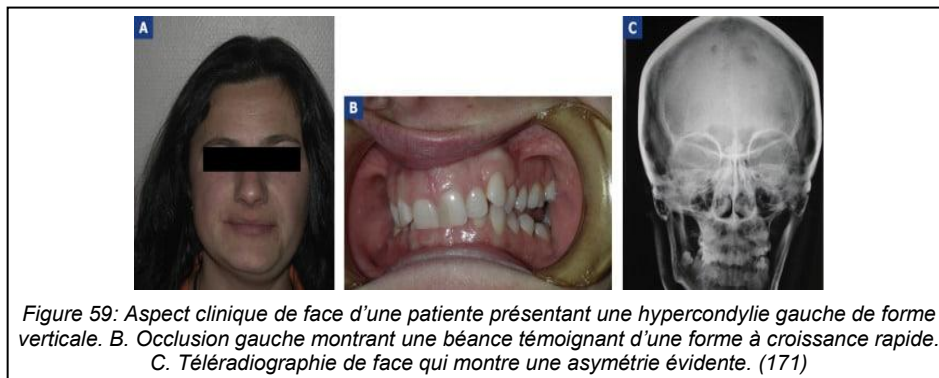 A
B
C
Figure 59: Aspect clinique de face d'une patiente présentant une hypercondylie gauche de forme
verticale. B. Occlusion gauche montrant une béance témoignant d'une forme à croissance rapide.
C. Téléradiographie de face qui montre une asymétrie évidente. (171)